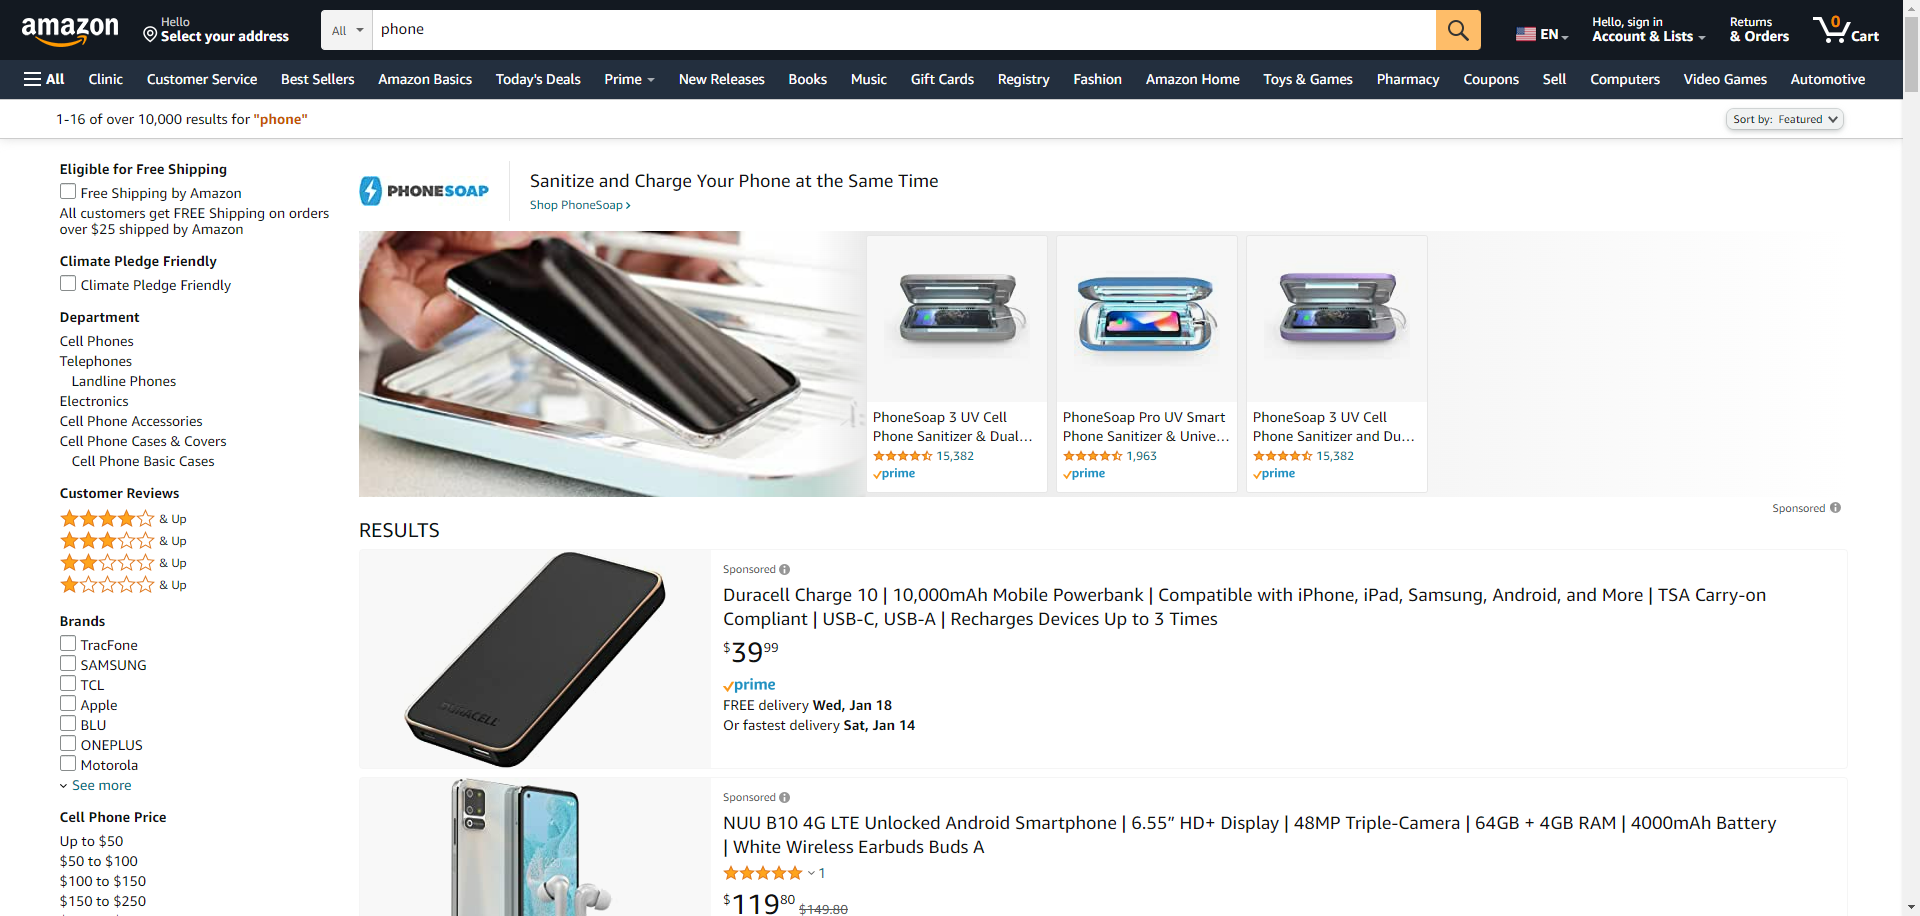 amazon
Hello
Select your address
All
phone
EN
Hello, sign in
Account & Lists
Returns
& Orders
0
Cart
All
Clinic
Customer Service
Best Sellers
Amazon Basics
Today's Deals
Prime
New Releases
Books
Music
Gift Cards
Registry
Fashion
Amazon Home
Toys & Games
Pharmacy
Coupons
Sell
Computers
Video Games
Automotive
1-16 of over 10,000 results for "phone"
Sort by: Featured
Eligible for Free Shipping
Free Shipping by Amazon
All customers get FREE Shipping on orders
over $25 shipped by Amazon
Climate Pledge Friendly
Climate Pledge Friendly
Department
Cell Phones
Telephones
Landline Phones
Electronics
Cell Phone Accessories
Cell Phone Cases & Covers
Cell Phone Basic Cases
Customer Reviews
& Up
& Up
& Up
& Up
Brands
TracFone
SAMSUNG
TCL
Apple
BLU
ONEPLUS
Motorola
See more
Cell Phone Price
Up to $50
$50 to $100
$100 to $150
$150 to $250
PHONESOAP
Sanitize and Charge Your Phone at the Same Time
Shop PhoneSoap ›
PhoneSoap 3 UV Cell
Phone Sanitizer & Dual...
15,382
prime
PhoneSoap Pro UV Smart
Phone Sanitizer & Unive...
1,963
prime
PhoneSoap 3 UV Cell
Phone Sanitizer and Du...
15,382
prime
Sponsored
RESULTS
DURACELL
Sponsored
Duracell Charge 10 | 10,000mAh Mobile Powerbank | Compatible with iPhone, iPad, Samsung, Android, and More | TSA Carry-on
Compliant | USB-C, USB-A | Recharges Devices Up to 3 Times
$39 99
prime
FREE delivery Wed, Jan 18
Or fastest delivery Sat, Jan 14
Sponsored
NUU B10 4G LTE Unlocked Android Smartphone | 6.55" HD+ Display | 48MP Triple-Camera | 64GB + 4GB RAM | 4000mAh Battery
| White Wireless Earbuds Buds A
1
$119 80 $149.80